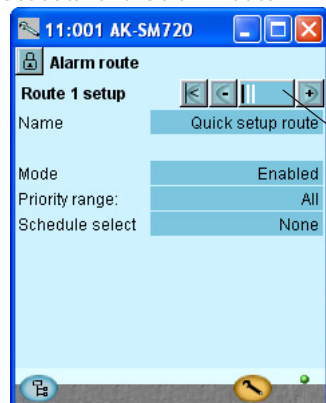 11:001 AK-SM720
Alarm route
Route 1 setup
Name Quick setup route
Mode Enabled
Priority range: All
Schedule select None